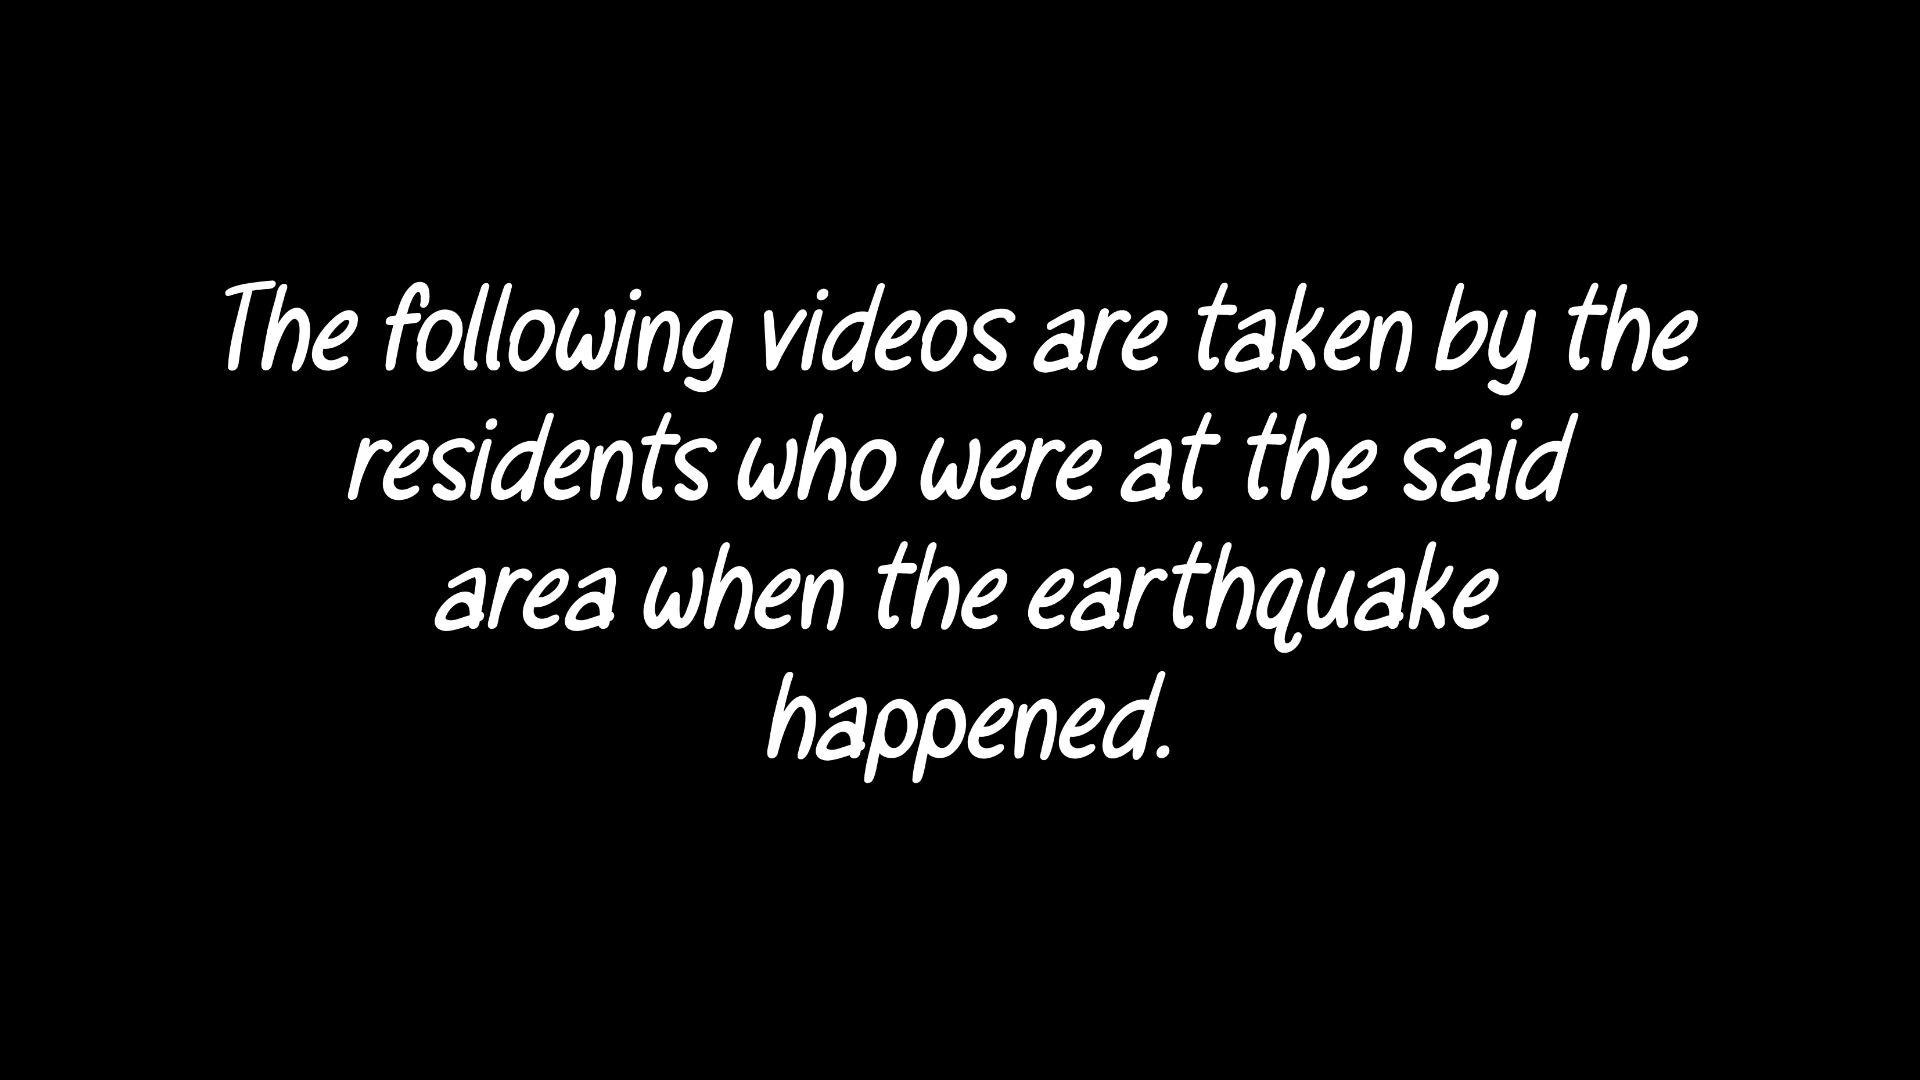 The following videos are taken by the
residents who were at the said
area when the earthquake
happened.